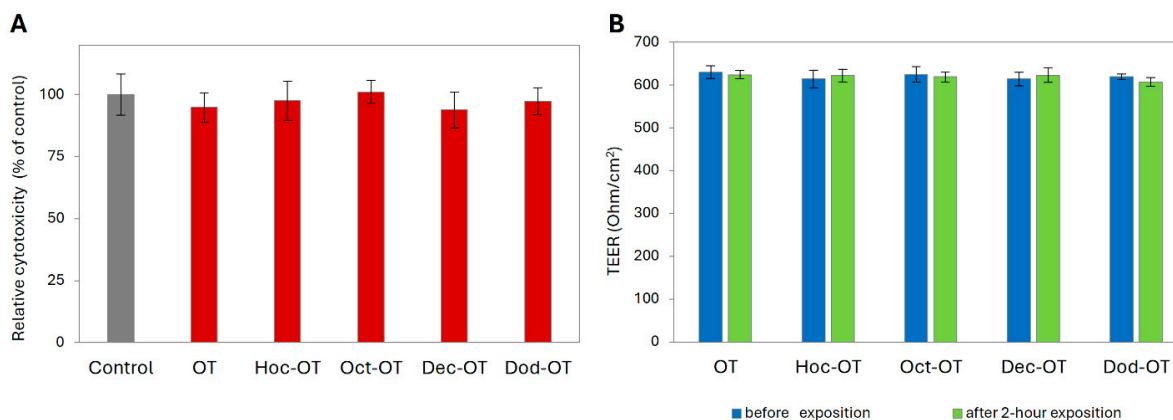 A
Relative cytotoxicity (% of control)
100
75
50
25
0
Control OT Hoc-OT Oct-OT Dec-OT Dod-OT
B
TEER (Ohm/cm²)
700
600
500
400
300
200
100
0
OT Hoc-OT Oct-OT Dec-OT Dod-OT
before exposition after 2-hour exposition